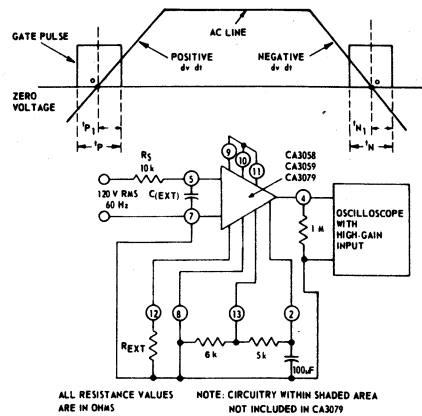 AC LINE
GATE PULSE
POSITIVE
dv dt
NEGATIVE
dv dt
ZERO
VOLTAGE
tP1
tP
tN1
tN
RS
10k
5
C(EXT)
7
120 V RMS
60 Hz
9
10
11
CA3058
CA3059
CA3079
4
1 M
OSCILLOSCOPE
WITH
HIGH-GAIN
INPUT
12
8
13
2
REXT
6k
5k
100μF
ALL RESISTANCE VALUES
ARE IN OHMS
NOTE: CIRCUITRY WITHIN SHADED AREA
NOT INCLUDED IN CA3079